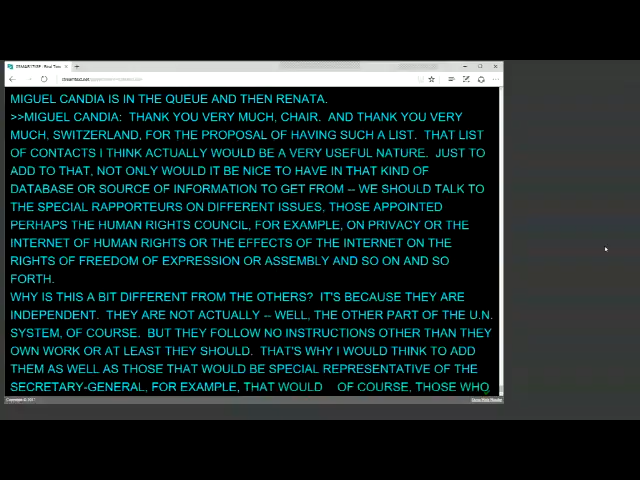 MIGUEL CANDIA IS IN THE QUEUE AND THEN RENATA.
>>MIGUEL CANDIA:  THANK YOU VERY MUCH, CHAIR.  AND THANK YOU VERY
MUCH, SWITZERLAND, FOR THE PROPOSAL OF HAVING SUCH A LIST.  THAT LIST
OF CONTACTS I THINK ACTUALLY WOULD BE A VERY USEFUL NATURE.  JUST TO
ADD TO THAT, NOT ONLY WOULD IT BE NICE TO HAVE IN THAT KIND OF
DATABASE OR SOURCE OF INFORMATION TO GET FROM -- WE SHOULD TALK TO
THE SPECIAL RAPPORTEURS ON DIFFERENT ISSUES, THOSE APPOINTED
PERHAPS THE HUMAN RIGHTS COUNCIL, FOR EXAMPLE, ON PRIVACY OR THE
INTERNET OF HUMAN RIGHTS OR THE EFFECTS OF THE INTERNET ON THE
RIGHTS OF FREEDOM OF EXPRESSION OR ASSEMBLY AND SO ON AND SO
FORTH.
WHY IS THIS A BIT DIFFERENT FROM THE OTHERS?  IT'S BECAUSE THEY ARE
INDEPENDENT.  THEY ARE NOT ACTUALLY -- WELL, THE OTHER PART OF THE U.N.
SYSTEM, OF COURSE.  BUT THEY FOLLOW NO INSTRUCTIONS OTHER THAN THEY
OWN WORK OR AT LEAST THEY SHOULD.  THAT'S WHY I WOULD THINK TO ADD
THEM AS WELL AS THOSE THAT WOULD BE SPECIAL REPRESENTATIVE OF THE
SECRETARY-GENERAL, FOR EXAMPLE, THAT WOULD    OF COURSE, THOSE WHO